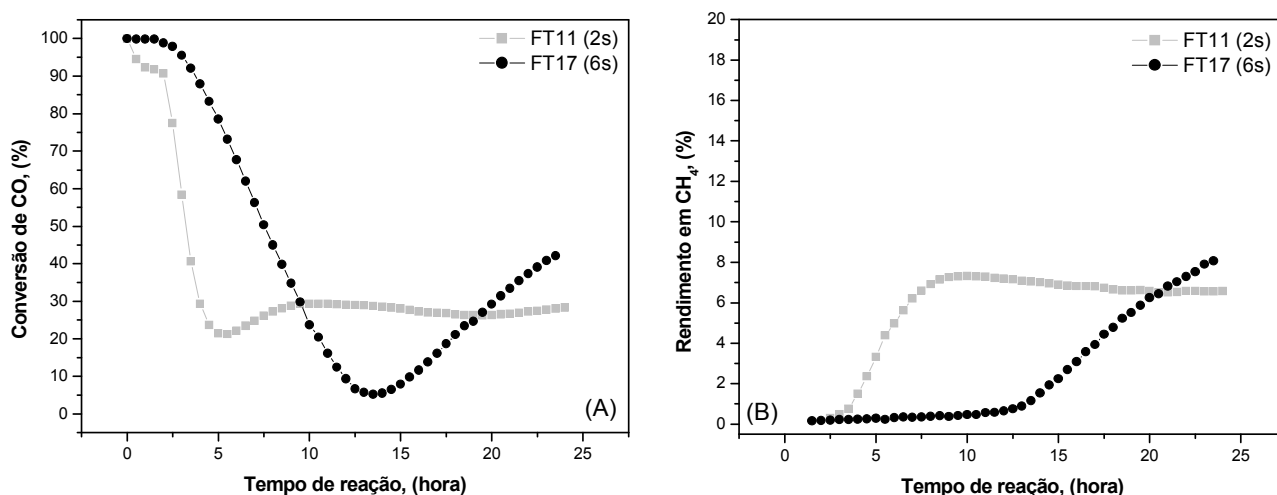 100
90
80
70
60
50
40
30
20
10
0
Conversão de CO, (%)
FT11 (2s)
FT17 (6s)
(A)
0 5 10 15 20 25
Tempo de reação, (hora)
20
18
16
14
12
10
8
6
4
2
0
Rendimento em CH₄, (%)
FT11 (2s)
FT17 (6s)
(B)
0 5 10 15 20 25
Tempo de reação, (hora)